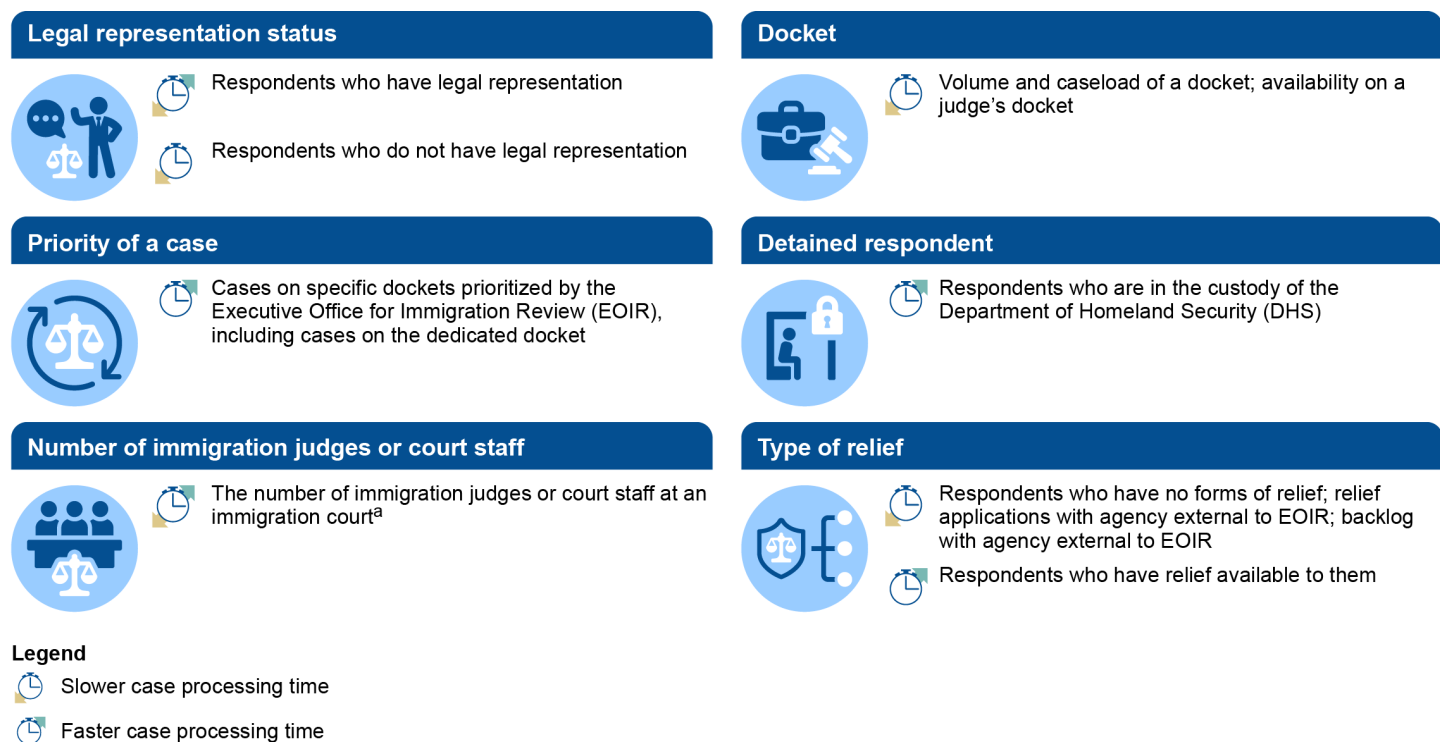 Legal representation status
Respondents who have legal representation
Respondents who do not have legal representation
Docket
Volume and caseload of a docket; availability on a
judge’s docket
Priority of a case
Cases on specific dockets prioritized by the
Executive Office for Immigration Review (EOIR),
including cases on the dedicated docket
Detained respondent
Respondents who are in the custody of the
Department of Homeland Security (DHS)
Number of immigration judges or court staff
The number of immigration judges or court staff at an
immigration courtª
Type of relief
Respondents who have no forms of relief; relief
applications with agency external to EOIR; backlog
with agency external to EOIR
Respondents who have relief available to them
Legend
Slower case processing time
Faster case processing time